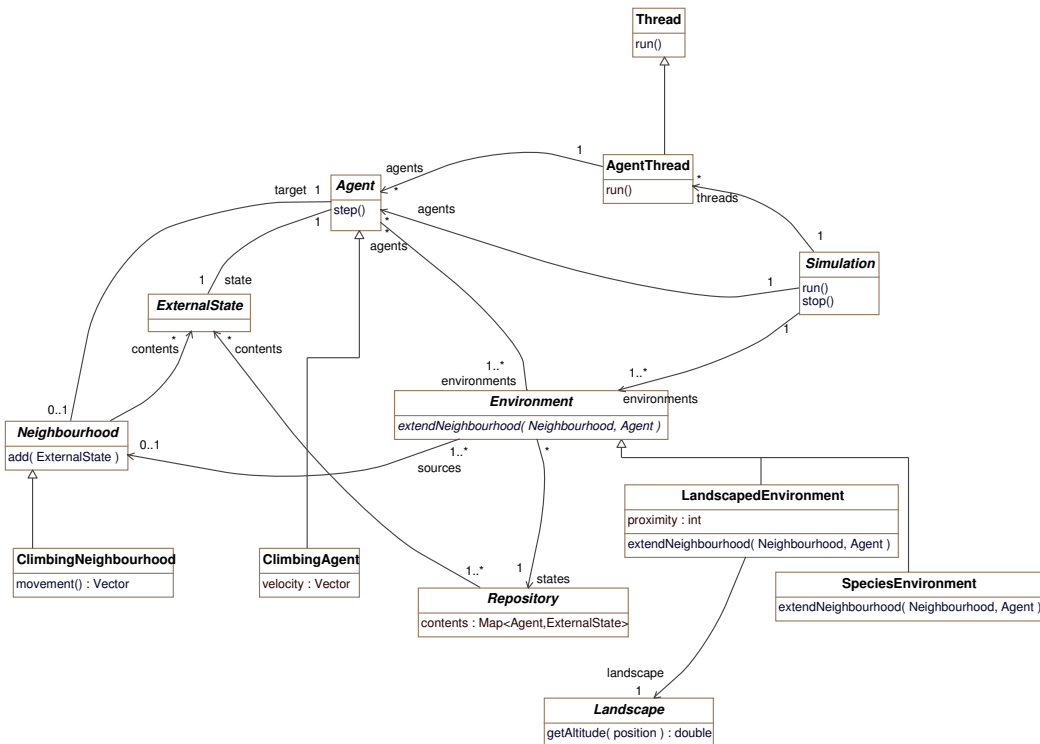 Thread
run()
1
AgentThread
run()
agents
*
*
threads
target 1
Agent
step()
agents
1
*
*
agents
1
Simulation
run()
stop()
1
1
1 state
ExternalState
*
contents
*
contents
1..*
environments
1..*
environments
Environment
extendNeighbourhood( Neighbourhood, Agent )
0..1
Neighbourhood
add( ExternalState )
0..1
1..*
sources
*
LandscapedEnvironment
proximity : int
extendNeighbourhood( Neighbourhood, Agent )
ClimbingNeighbourhood
movement() : Vector
ClimbingAgent
velocity : Vector
1..*
1
states
Repository
contents : Map<Agent,ExternalState>
SpeciesEnvironment
extendNeighbourhood( Neighbourhood, Agent )
landscape
1
Landscape
getAltitude( position ) : double